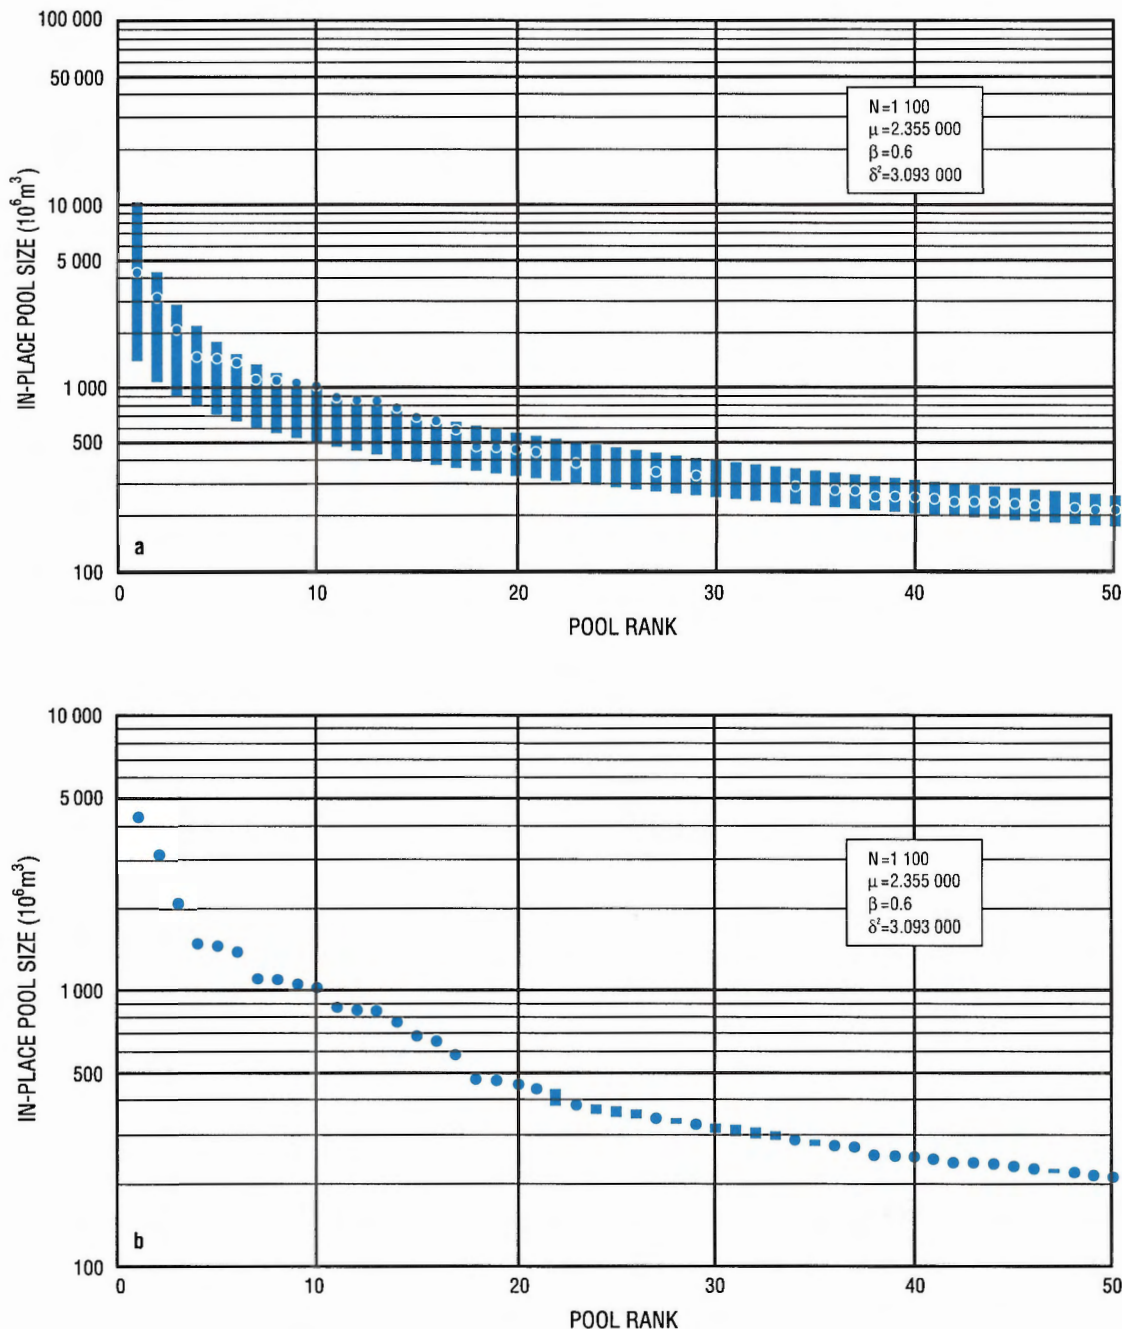 100 000
50 000
10 000
5 000
1 000
500
100
IN-PLACE POOL SIZE (10⁶m³)
N=1 100
μ=2.355 000
β=0.6
δ²=3.093 000
a
0 10 20 30 40 50
POOL RANK
10 000
5 000
1 000
500
100
IN-PLACE POOL SIZE (10⁶m³)
N=1 100
μ=2.355 000
β=0.6
δ²=3.093 000
b
0 10 20 30 40 50
POOL RANK